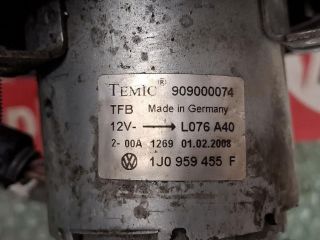 TEMIC® 909000074
TFB Made in Germany
12V- → L076 A40
2- 00A 1269 01.02.2008
1J0 959 455 F